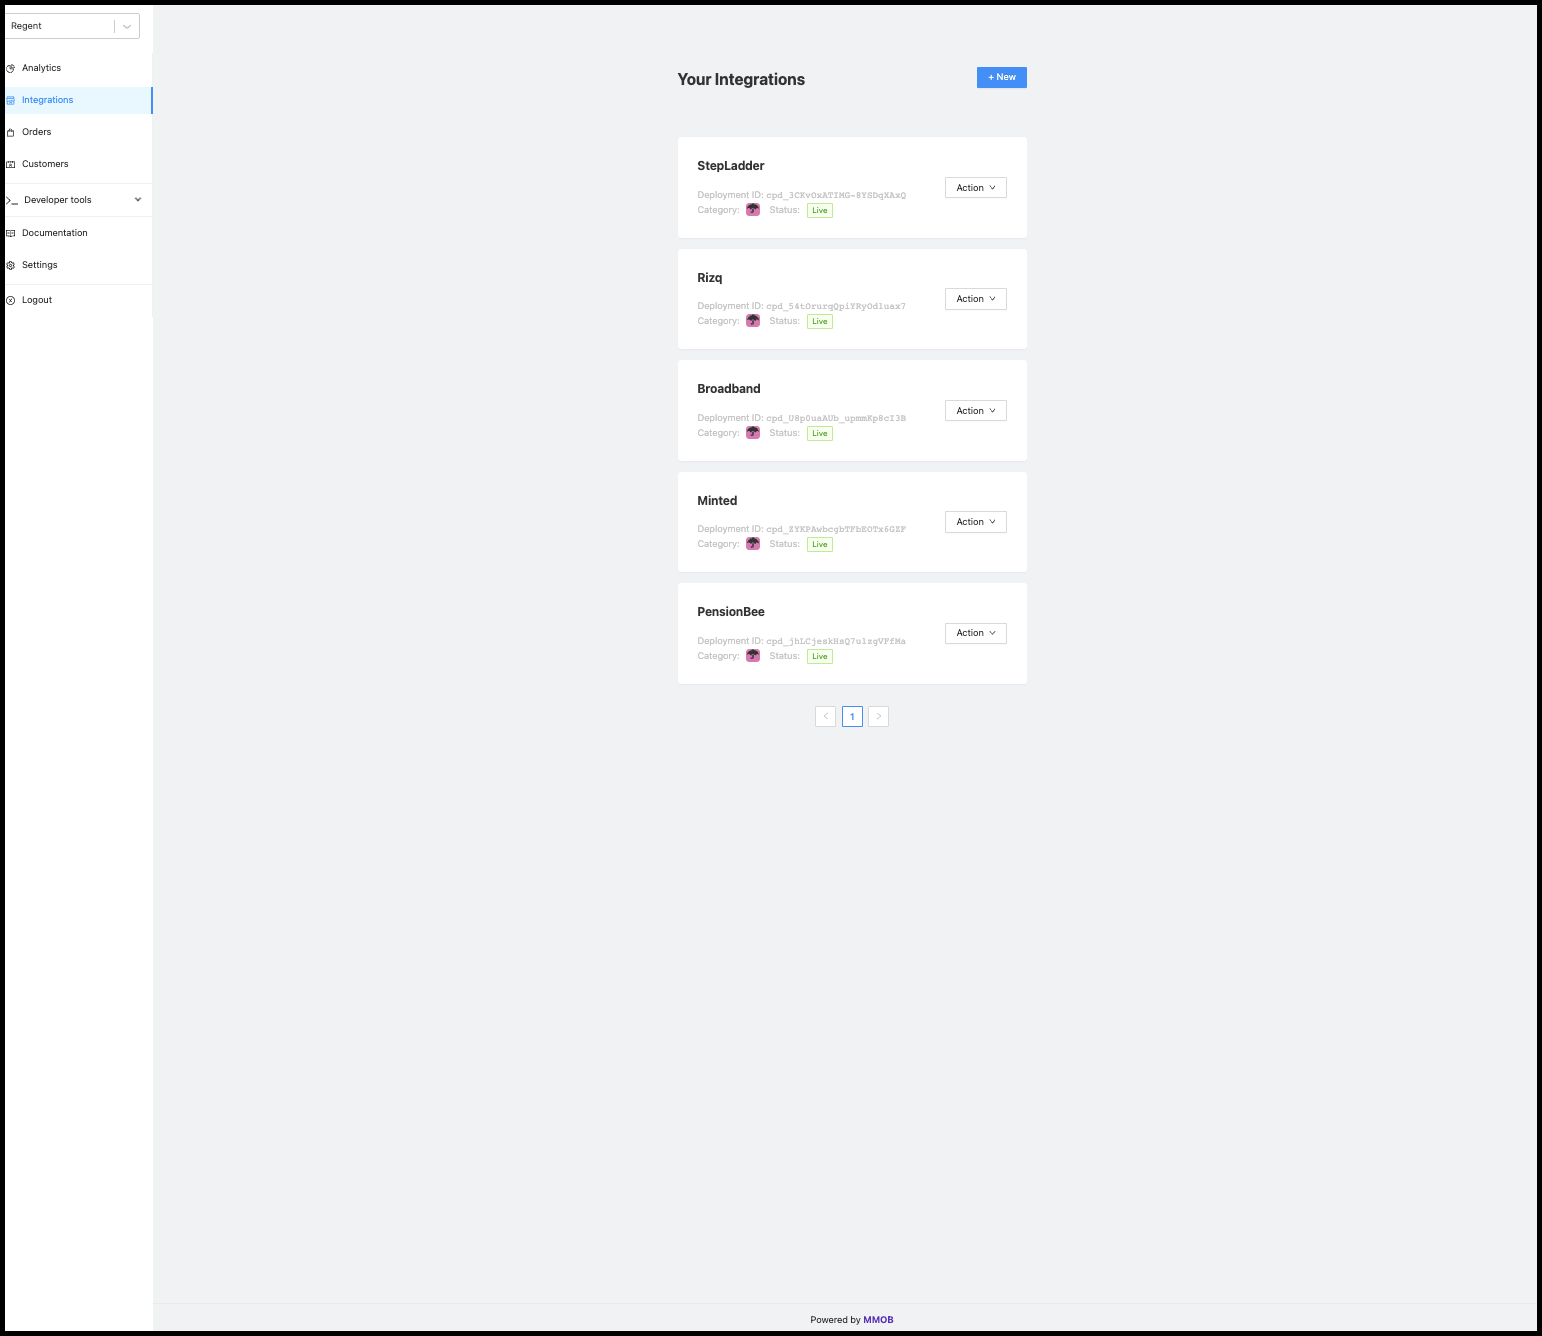 Regent
Analytics
Integrations
Orders
Customers
Developer tools
Documentation
Settings
Logout
Your Integrations
+ New
StepLadder
Deployment ID: cpd_3CKvOxATIMG-8YSDqXAxQ
Category: Status: Live
Action
Rizq
Deployment ID: cpd_54tOrurqQpiYRyOdluax7
Category: Status: Live
Action
Broadband
Deployment ID: cpd_U8p0uaAUb_upmmKp8cI3B
Category: Status: Live
Action
Minted
Deployment ID: cpd_ZYKPAwbcgbTFbEOTx6GZF
Category: Status: Live
Action
PensionBee
Deployment ID: cpd_jhLCjeskHsQ7ulzgVFfMa
Category: Status: Live
Action
1
Powered by MMOB